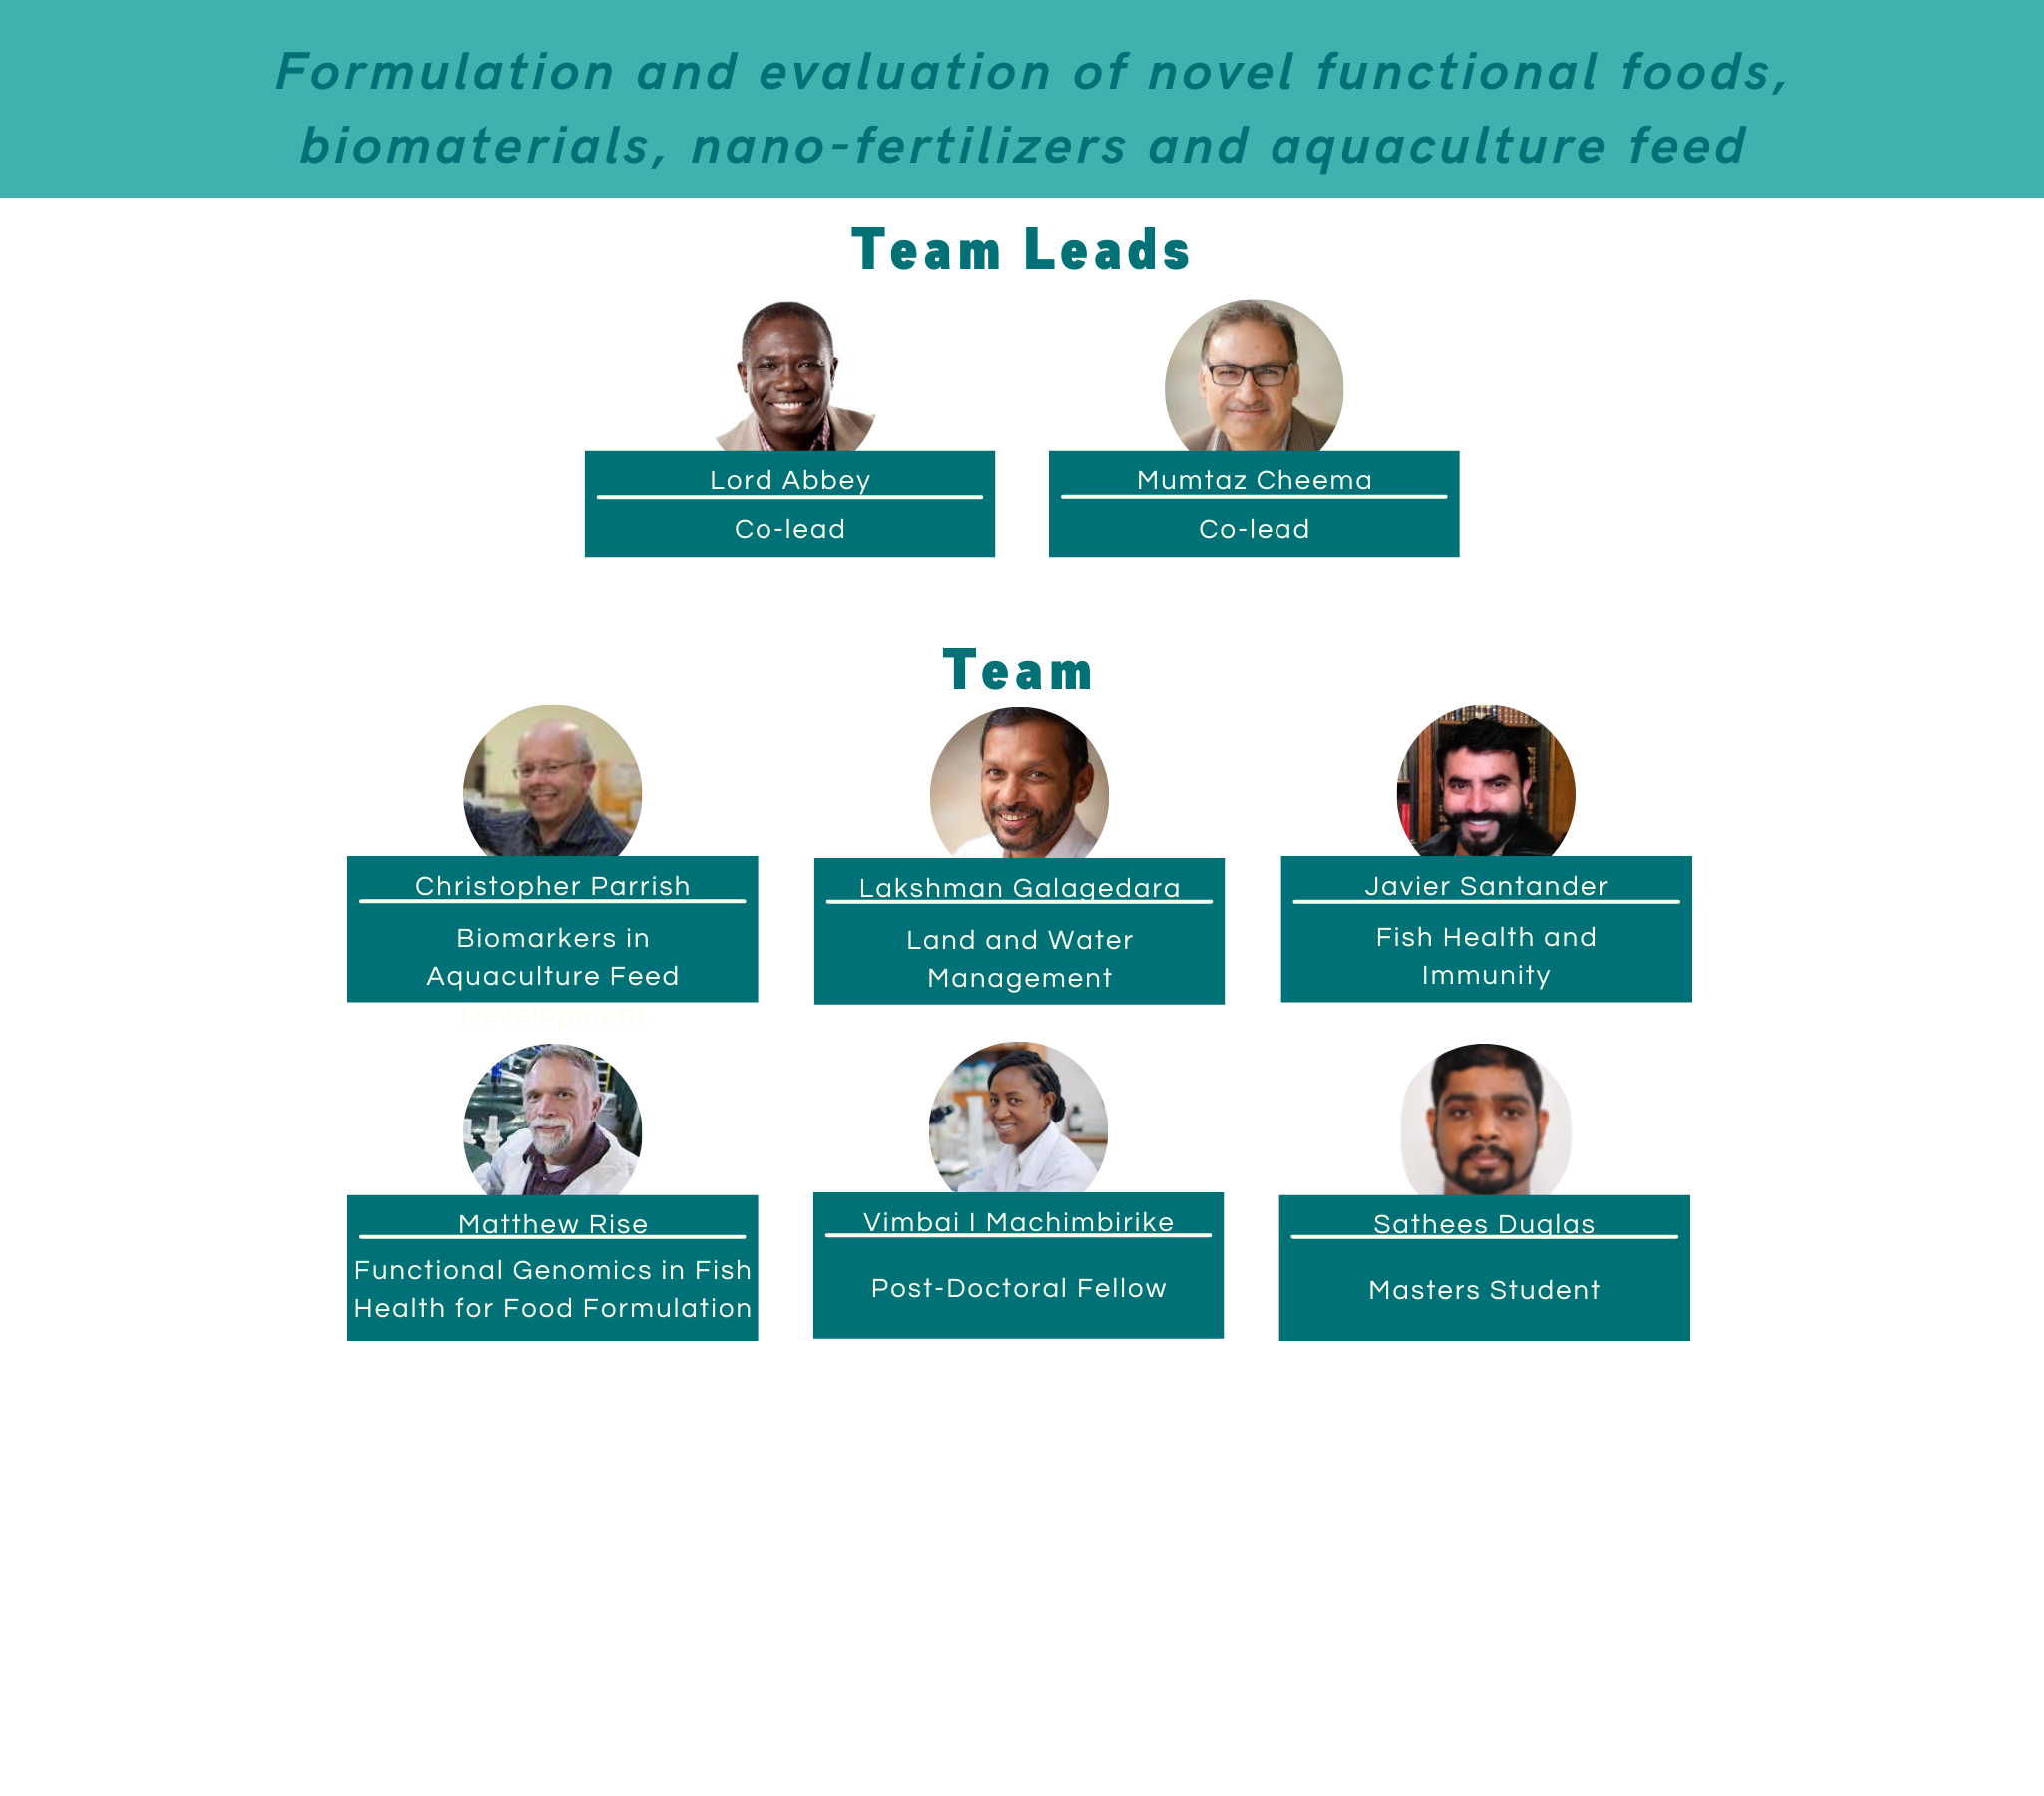 Formulation and evaluation of novel functional foods,
biomaterials, nano-fertilizers and aquaculture feed
Team Leads
Lord Abbey
Co-lead
Mumtaz Cheema
Co-lead
Team
Christopher Parrish
Biomarkers in
Aquaculture Feed
Development
Lakshman Galagedara
Land and Water
Management
Javier Santander
Fish Health and
Immunity
Matthew Rise
Functional Genomics in Fish
Health for Food Formulation
Vimbai I Machimbirike
Post-Doctoral Fellow
Sathees Duglas
Masters Student